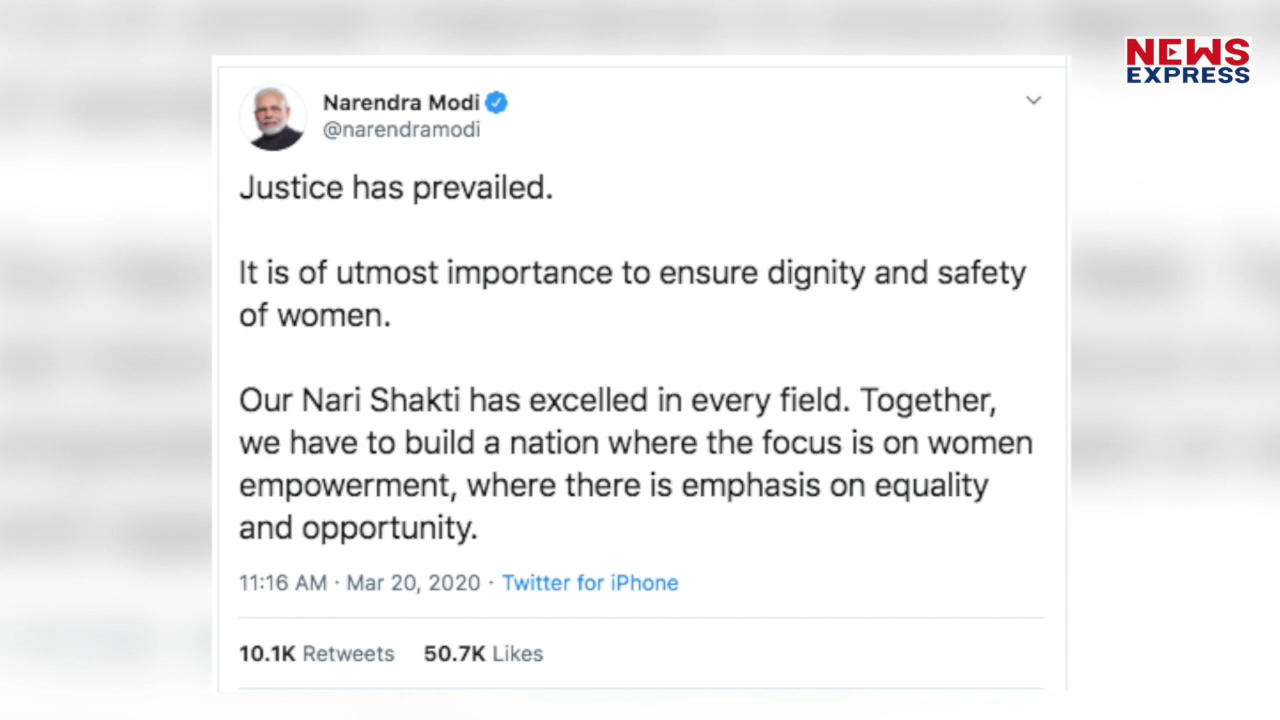 NEWS
EXPRESS
Narendra Modi
@narendramodi
Justice has prevailed.
It is of utmost importance to ensure dignity and safety
of women.
Our Nari Shakti has excelled in every field. Together,
we have to build a nation where the focus is on women
empowerment, where there is emphasis on equality
and opportunity.
11:16 AM · Mar 20, 2020 · Twitter for iPhone
10.1K Retweets 50.7K Likes